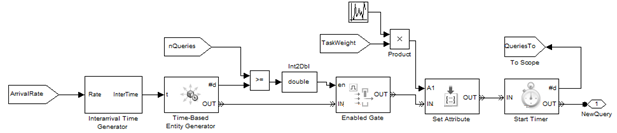 nQueries
TaskWeight
×
Product
QueriesTo
To Scope
Int2Dbl
>=
double
ArrivalRate
Rate
InterTime
Interarrival Time
Generator
t
#d
OUT
Time-Based
Entity Generator
en
IN
OUT
Enabled Gate
A1
IN
OUT
Set Attribute
IN
#d
OUT
Start Timer
1
NewQuery